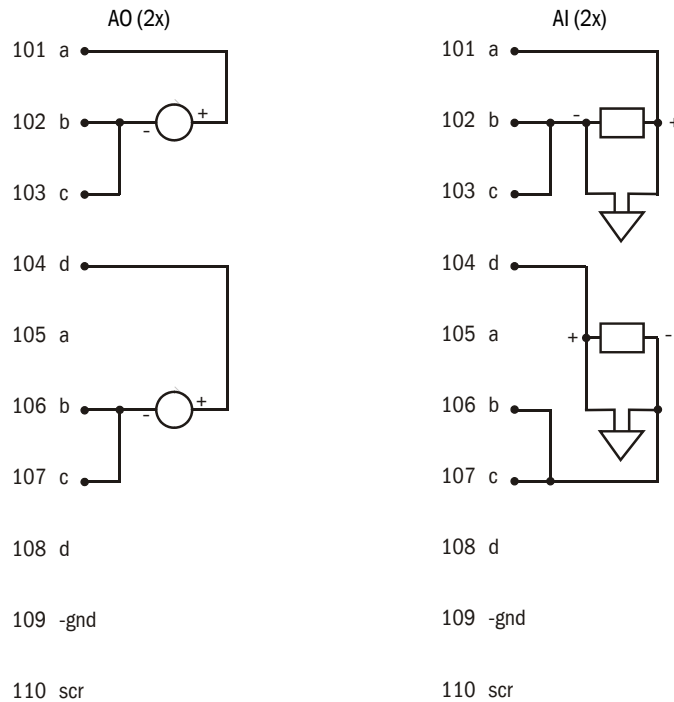 AO (2x)
101 a
102 b
- +
103 c
104 d
105 a
106 b
- +
107 c
108 d
109 -gnd
110 scr
AI (2x)
101 a
102 b
- +
103 c
104 d
105 a
+ -
106 b
107 c
108 d
109 -gnd
110 scr